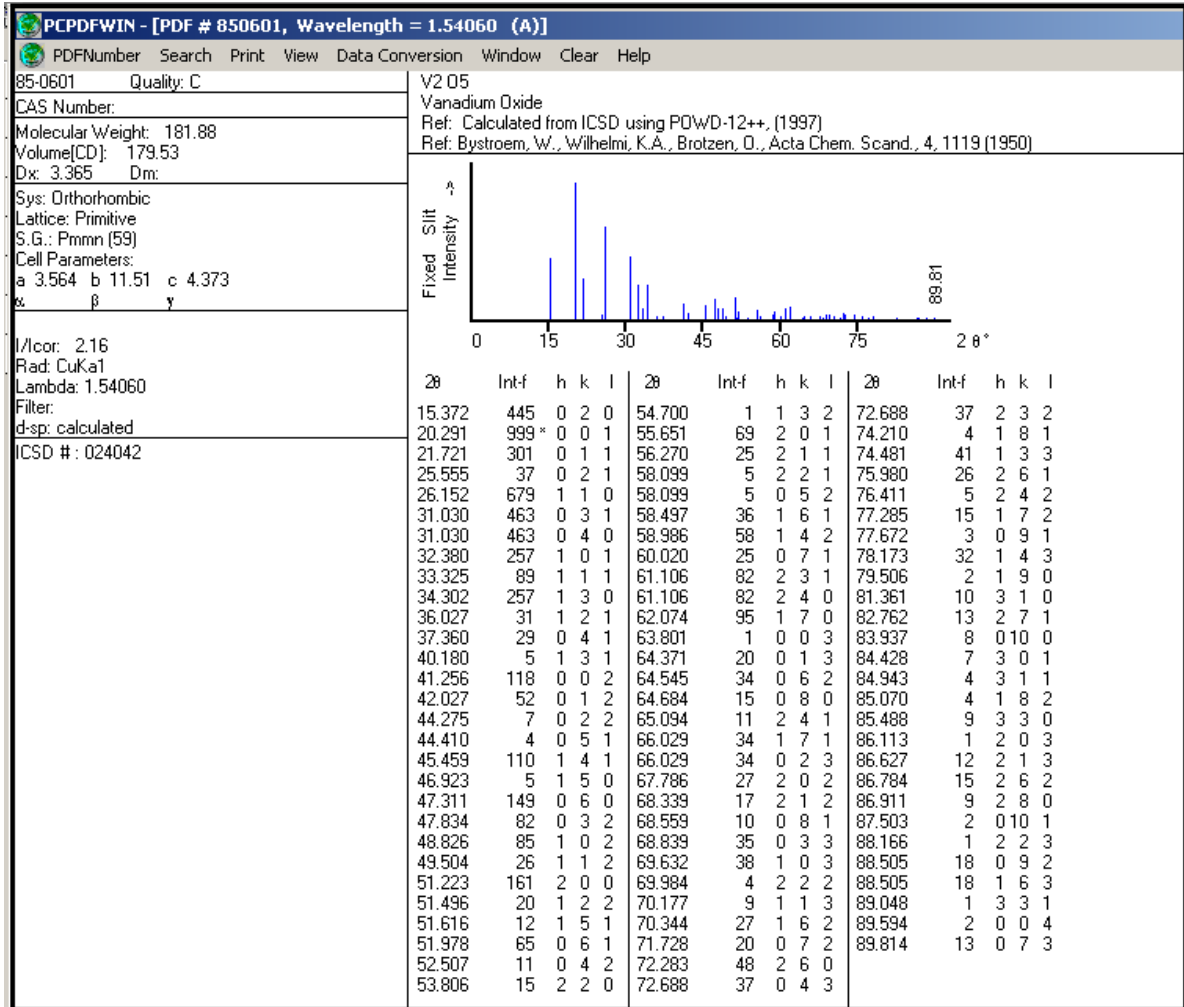 PCPDFWIN - [PDF # 850601, Wavelength = 1.54060 (A)]
PDFNumber Search Print View Data Conversion Window Clear Help
85-0601 Quality: C
CAS Number:
Molecular Weight: 181.88
Volume[CD]: 179.53
Dx: 3.365 Dm:
Sys: Orthorhombic
Lattice: Primitive
S.G.: Pmmn (59)
Cell Parameters:
a 3.564 b 11.51 c 4.373
α β γ
I/Icor: 2.16
Rad: CuKa1
Lambda: 1.54060
Filter:
d-sp: calculated
ICSD # : 024042
V2 O5
Vanadium Oxide
Ref: Calculated from ICSD using POWD-12++, (1997)
Ref: Bystroem, W., Wilhelmi, K.A., Brotzen, O., Acta Chem. Scand., 4, 1119 (1950)
Fixed Slit
Intensity ->
89.81
0 15 30 45 60 75 2 θ°
2θ Int-f h k l 2θ Int-f h k l 2θ Int-f h k l
15.372 445 0 2 0 54.700 1 1 3 2 72.688 37 2 3 2
20.291 999 * 0 0 1 55.651 69 2 0 1 74.210 4 1 8 1
21.721 301 0 1 1 56.270 25 2 1 1 74.481 41 1 3 3
25.555 37 0 2 1 58.099 5 2 2 1 75.980 26 2 6 1
26.152 679 1 1 0 58.099 5 0 5 2 76.411 5 2 4 2
31.030 463 0 3 1 58.497 36 1 6 1 77.285 15 1 7 2
31.030 463 0 4 0 58.986 58 1 4 2 77.672 3 0 9 1
32.380 257 1 0 1 60.020 25 0 7 1 78.173 32 1 4 3
33.325 89 1 1 1 61.106 82 2 3 1 79.506 2 1 9 0
34.302 257 1 3 0 61.106 82 2 4 0 81.361 10 3 1 0
36.027 31 1 2 1 62.074 95 1 7 0 82.762 13 2 7 1
37.360 29 0 4 1 63.801 1 0 0 3 83.937 8 0 10 0
40.180 5 1 3 1 64.371 20 0 1 3 84.428 7 3 0 1
41.256 118 0 0 2 64.545 34 0 6 2 84.943 4 3 1 1
42.027 52 0 1 2 64.684 15 0 8 0 85.070 4 1 8 2
44.275 7 0 2 2 65.094 11 2 4 1 85.488 9 3 3 0
44.410 4 0 5 1 66.029 34 1 7 1 86.113 1 2 0 3
45.459 110 1 4 1 66.029 34 0 2 3 86.627 12 2 1 3
46.923 5 1 5 0 67.786 27 2 0 2 86.784 15 2 6 2
47.311 149 0 6 0 68.339 17 2 1 2 86.911 9 2 8 0
47.834 82 0 3 2 68.559 10 0 8 1 87.503 2 0 10 1
48.826 85 1 0 2 68.839 35 0 3 3 88.166 1 2 2 3
49.504 26 1 1 2 69.632 38 1 0 3 88.505 18 0 9 2
51.223 161 2 0 0 69.984 4 2 2 2 88.505 18 1 6 3
51.496 20 1 2 2 70.177 9 1 1 3 89.048 1 3 3 1
51.616 12 1 5 1 70.344 27 1 6 2 89.594 2 0 0 4
51.978 65 0 6 1 71.728 20 0 7 2 89.814 13 0 7 3
52.507 11 0 4 2 72.283 48 2 6 0
53.806 15 2 2 0 72.688 37 0 4 3